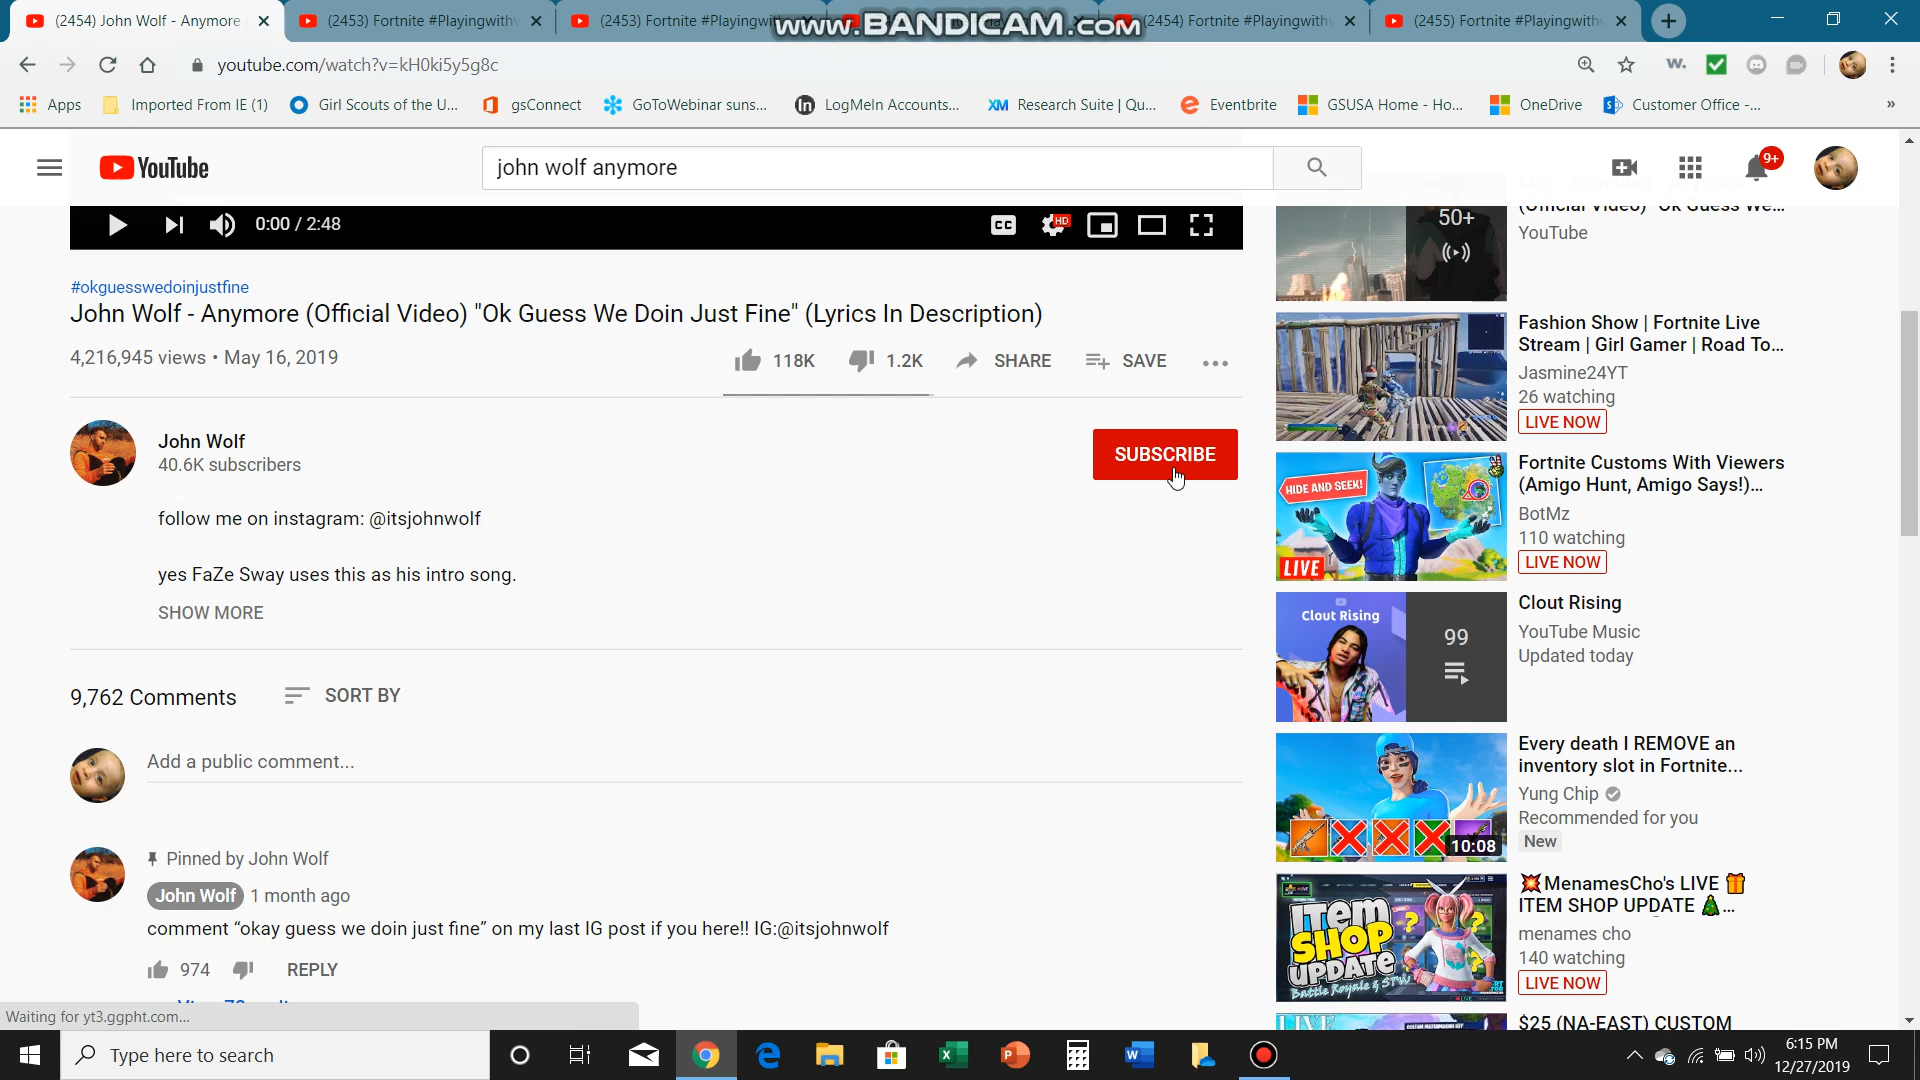 (2454) John Wolf - Anymore
(2453) Fortnite #Playingwith
(2453) Fortnite #Playingwi
(2454) Fortnite #Playingwith
(2455) Fortnite #Playingwith
www.BANDICAM.com
youtube.com/watch?v=kH0ki5y5g8c
w.
Apps
Imported From IE (1)
Girl Scouts of the U...
gsConnect
GoToWebinar suns...
LogMeIn Accounts...
XM Research Suite | Qu...
Eventbrite
GSUSA Home - Ho...
OneDrive
Customer Office -...
»
YouTube
john wolf anymore
9+
0:00 / 2:48
CC
HD
50+
(Official Video) "Ok Guess We...
YouTube
#okguesswedoinjustfine
John Wolf - Anymore (Official Video) "Ok Guess We Doin Just Fine" (Lyrics In Description)
4,216,945 views • May 16, 2019
118K
1.2K
SHARE
SAVE
John Wolf
40.6K subscribers
SUBSCRIBE
follow me on instagram: @itsjohnwolf
yes FaZe Sway uses this as his intro song.
SHOW MORE
9,762 Comments
SORT BY
Add a public comment...
Pinned by John Wolf
John Wolf 1 month ago
comment “okay guess we doin just fine” on my last IG post if you here!! IG:@itsjohnwolf
974
REPLY
Fashion Show | Fortnite Live
Stream | Girl Gamer | Road To...
Jasmine24YT
26 watching
LIVE NOW
HIDE AND SEEK!
LIVE
Fortnite Customs With Viewers
(Amigo Hunt, Amigo Says!)...
BotMz
110 watching
LIVE NOW
Clout Rising
99
Clout Rising
YouTube Music
Updated today
10:08
Every death I REMOVE an
inventory slot in Fortnite...
Yung Chip
Recommended for you
New
ITEM
SHOP
UPDATE
Battle Royale & STW
💥MenamesCho's LIVE 🎁
ITEM SHOP UPDATE 🎄...
menames cho
140 watching
LIVE NOW
LIVE
$25 (NA-EAST) CUSTOM
Waiting for yt3.ggpht.com...
Type here to search
6:15 PM
12/27/2019